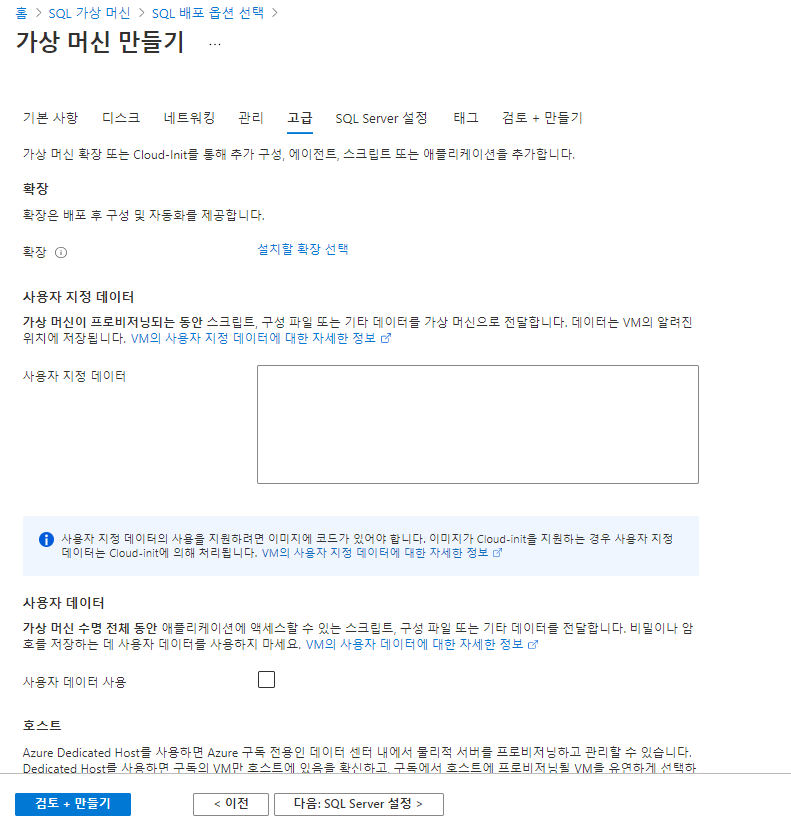 홈 > SQL 가상 머신 > SQL 배포 옵션 선택 >
가상 머신 만들기 ...
기본 사항 디스크 네트워킹 관리 고급 SQL Server 설정 태그 검토 + 만들기
가상 머신 확장 또는 Cloud-Init를 통해 추가 구성, 에이전트, 스크립트 또는 애플리케이션을 추가합니다.
확장
확장은 배포 후 구성 및 자동화를 제공합니다.
확장 설치할 확장 선택
사용자 지정 데이터
가상 머신이 프로비저닝되는 동안 스크립트, 구성 파일 또는 기타 데이터를 가상 머신으로 전달합니다. 데이터는 VM의 알려진
위치에 저장됩니다. VM의 사용자 지정 데이터에 대한 자세한 정보
사용자 지정 데이터
사용자 지정 데이터의 사용을 지원하려면 이미지에 코드가 있어야 합니다. 이미지가 Cloud-init을 지원하는 경우 사용자 지정
데이터는 Cloud-init에 의해 처리됩니다. VM의 사용자 지정 데이터에 대한 자세한 정보
사용자 데이터
가상 머신 수명 전체 동안 애플리케이션에 액세스할 수 있는 스크립트, 구성 파일 또는 기타 데이터를 전달합니다. 비밀이나 암
호를 저장하는 데 사용자 데이터를 사용하지 마세요. VM의 사용자 데이터에 대한 자세한 정보
사용자 데이터 사용
호스트
Azure Dedicated Host를 사용하면 Azure 구독 전용인 데이터 센터 내에서 물리적 서버를 프로비저닝하고 관리할 수 있습니다.
Dedicated Host를 사용하면 구독의 VM만 호스트에 있음을 확신하고, 구독에서 호스트에 프로비저닝될 VM을 유연하게 선택하
검토 + 만들기 < 이전 다음: SQL Server 설정 >